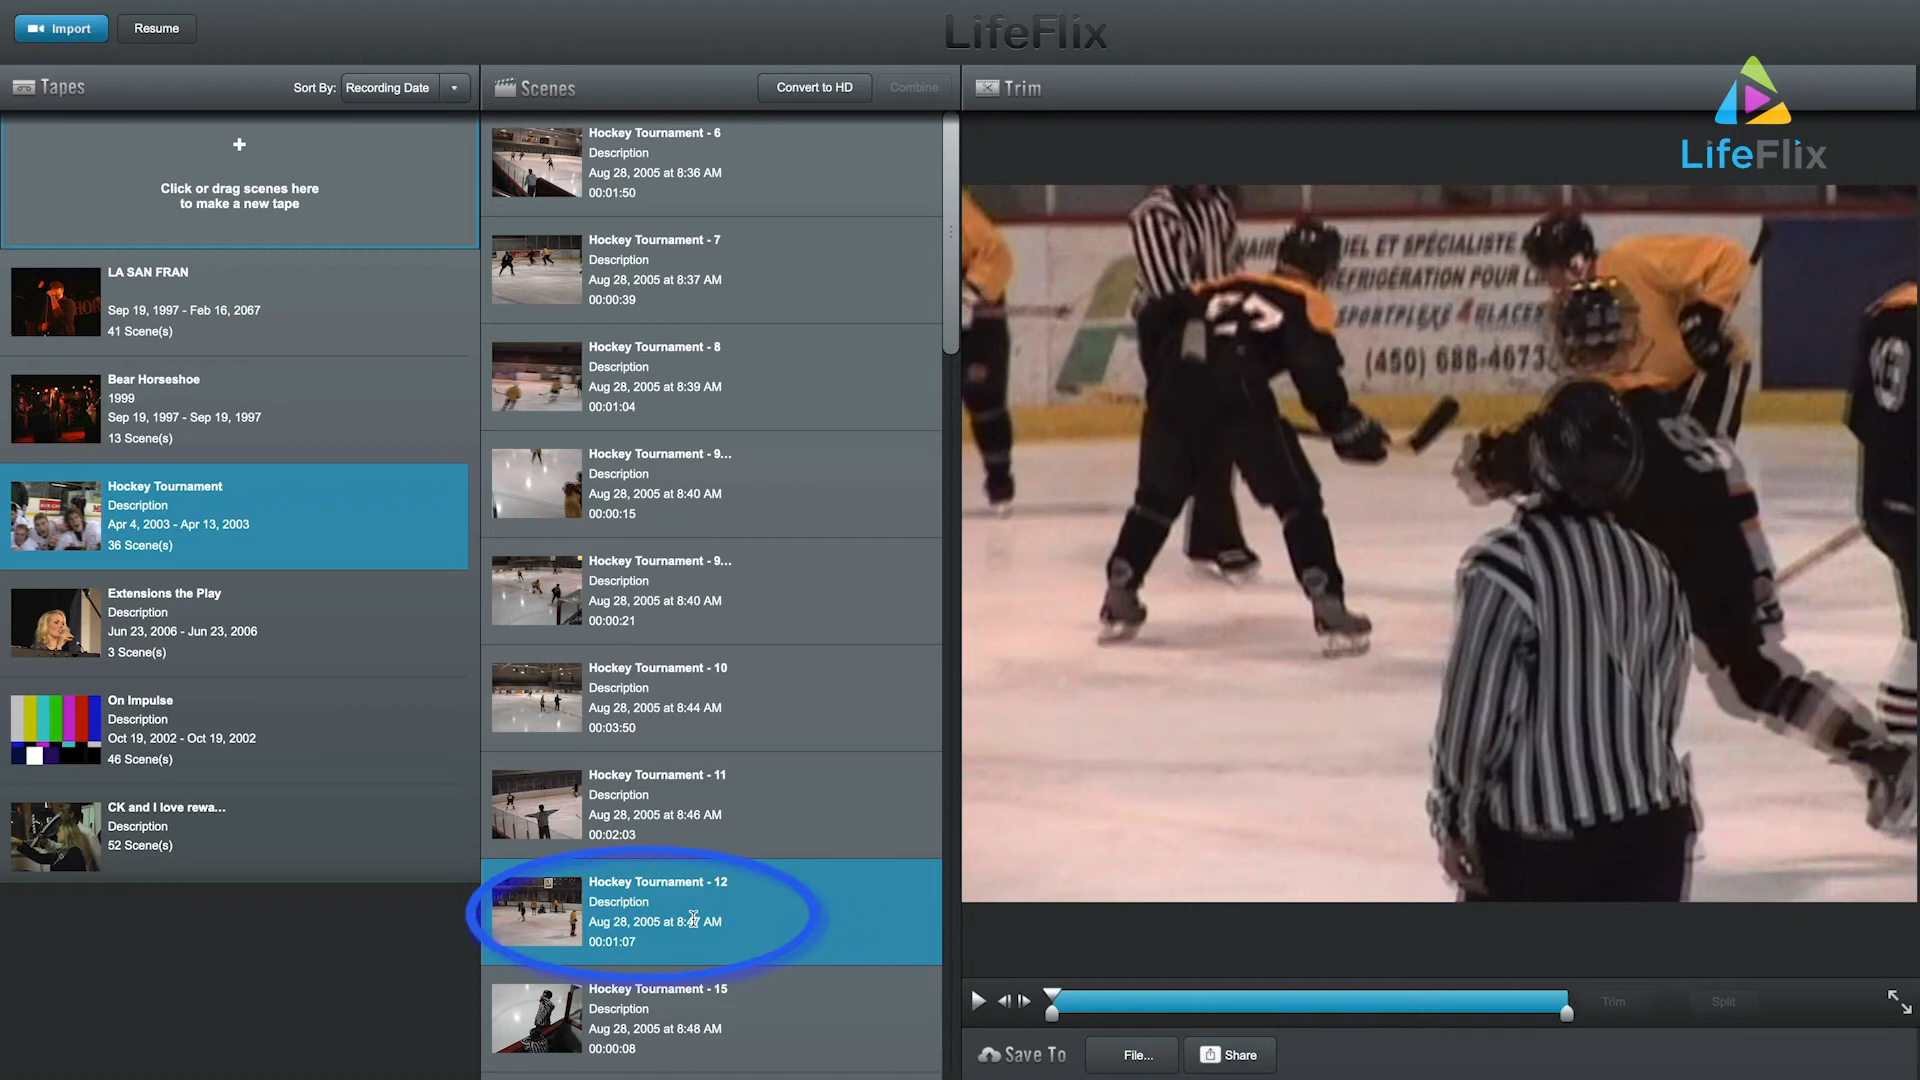 Import
Resume
LifeFlix
Tapes
Sort By:
Recording Date
Scenes
Convert to HD
Combine
Trim
LifeFlix
Click or drag scenes here
to make a new tape
LA SAN FRAN
Sep 19, 1997 - Feb 16, 2067
41 Scene(s)
Bear Horseshoe
1999
Sep 19, 1997 - Sep 19, 1997
13 Scene(s)
Hockey Tournament
Description
Apr 4, 2003 - Apr 13, 2003
36 Scene(s)
Extensions the Play
Description
Jun 23, 2006 - Jun 23, 2006
3 Scene(s)
On Impulse
Description
Oct 19, 2002 - Oct 19, 2002
46 Scene(s)
CK and I love rewa...
Description
52 Scene(s)
Hockey Tournament - 6
Description
Aug 28, 2005 at 8:36 AM
00:01:50
Hockey Tournament - 7
Description
Aug 28, 2005 at 8:37 AM
00:00:39
Hockey Tournament - 8
Description
Aug 28, 2005 at 8:39 AM
00:01:04
Hockey Tournament - 9...
Description
Aug 28, 2005 at 8:40 AM
00:00:15
Hockey Tournament - 9...
Description
Aug 28, 2005 at 8:40 AM
00:00:21
Hockey Tournament - 10
Description
Aug 28, 2005 at 8:44 AM
00:03:50
Hockey Tournament - 11
Description
Aug 28, 2005 at 8:46 AM
00:02:03
Hockey Tournament - 12
Description
Aug 28, 2005 at 8:47 AM
00:01:07
Hockey Tournament - 15
Description
Aug 28, 2005 at 8:48 AM
00:00:08
ET SPÉCIALISTE
RÉFRIGÉRATION POUR
SPORTPLEXE 4 GLACES
(450) 688-4673
Trim
Split
Save To
File...
Share